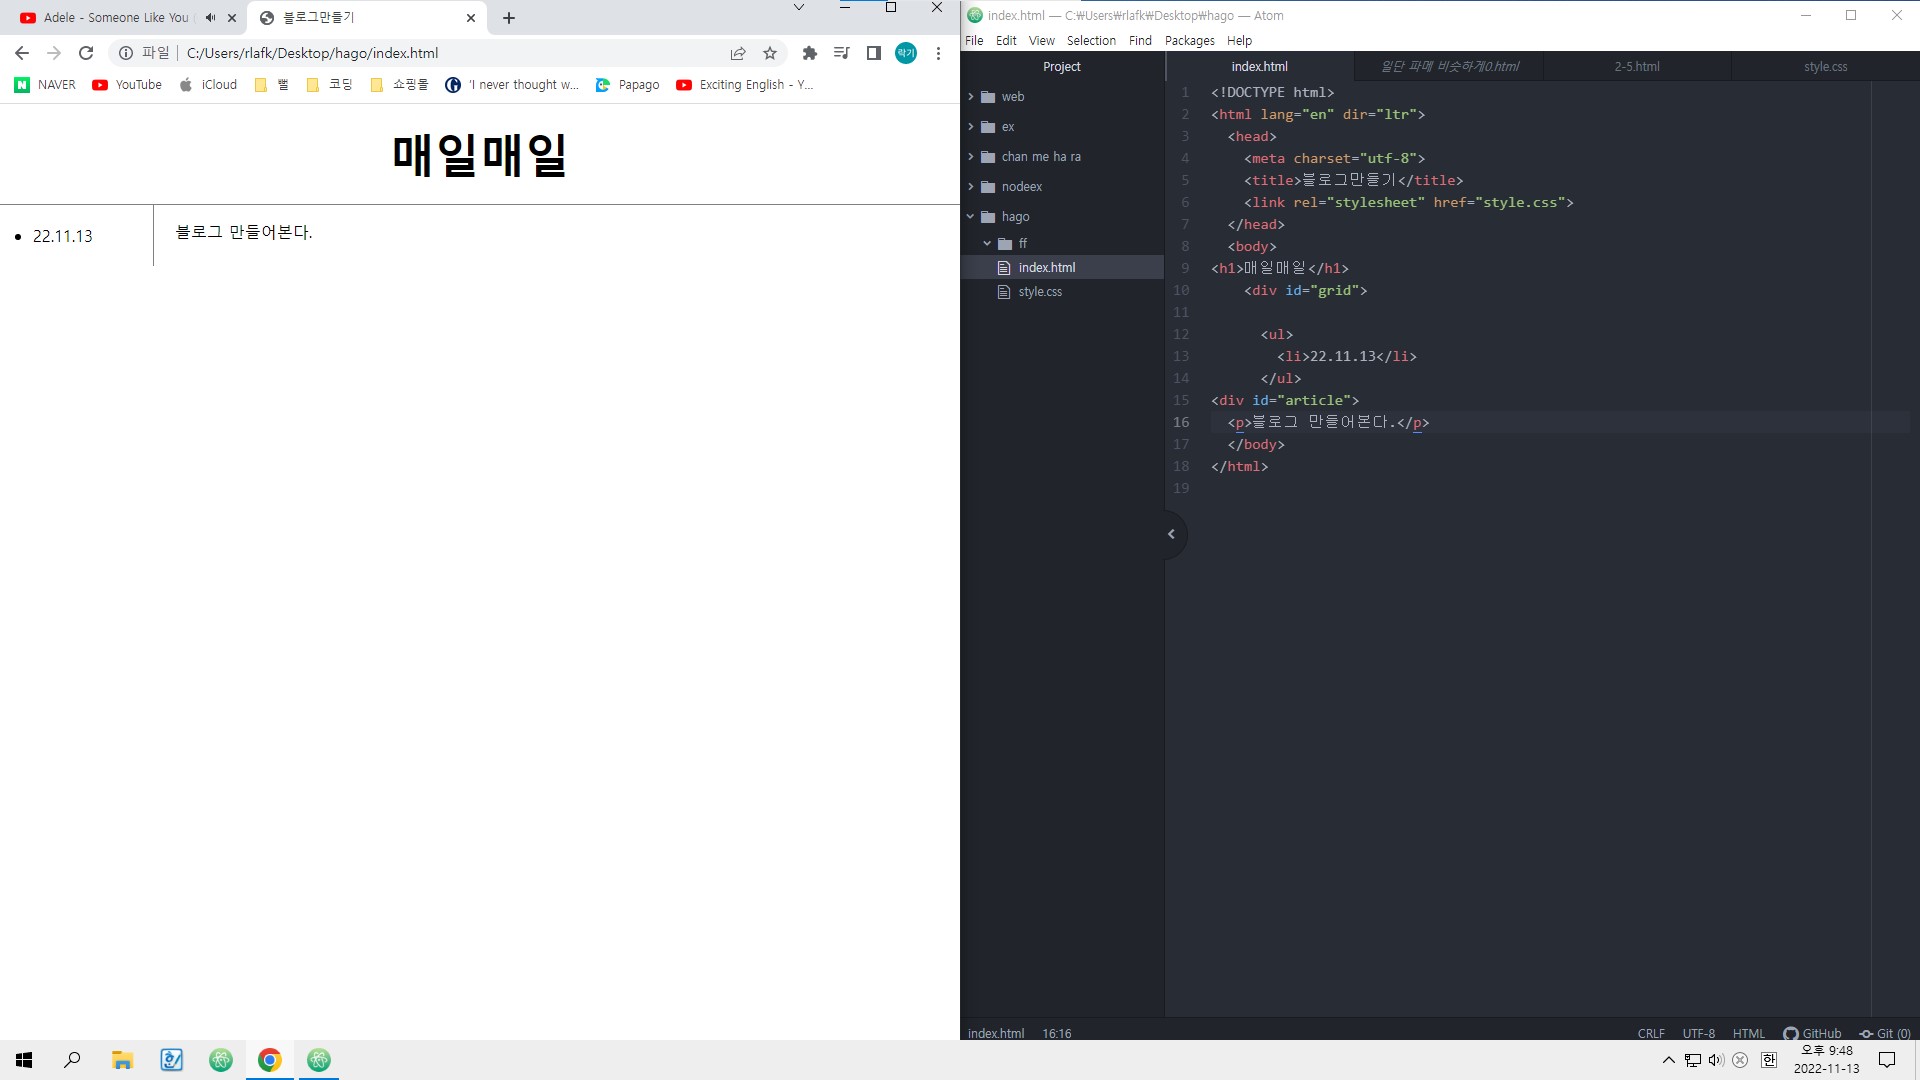 Adele - Someone Like You
블로그만들기
파일
C:/Users/rlafk/Desktop/hago/index.html
락기
NAVER
YouTube
iCloud
뻘
코딩
쇼핑몰
'I never thought w...
Papago
Exciting English - Y...
매일매일
22.11.13
블로그 만들어본다.
index.html — C:₩Users₩rlafk₩Desktop₩hago — Atom
File Edit View Selection Find Packages Help
Project
web
ex
chan me ha ra
nodeex
hago
ff
index.html
style.css
index.html
일단 파메 비슷하게0.html
2-5.html
style.css
1 <!DOCTYPE html>
2 <html lang="en" dir="ltr">
3 <head>
4 <meta charset="utf-8">
5 <title>블로그만들기</title>
6 <link rel="stylesheet" href="style.css">
7 </head>
8 <body>
9 <h1>매일매일</h1>
10 <div id="grid">
11
12 <ul>
13 <li>22.11.13</li>
14 </ul>
15 <div id="article">
16 <p>블로그 만들어본다.</p>
17 </body>
18 </html>
19
index.html 16:16
CRLF UTF-8 HTML GitHub Git (0)
한
오후 9:48
2022-11-13